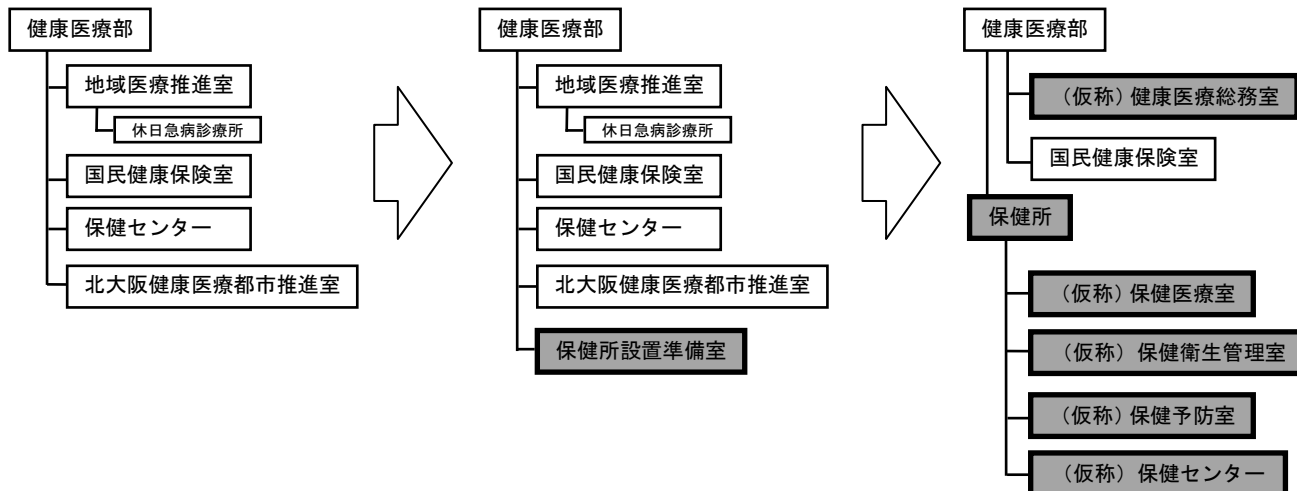 健康医療部
地域医療推進室
休日急病診療所
国民健康保険室
保健センター
北大阪健康医療都市推進室
健康医療部
地域医療推進室
休日急病診療所
国民健康保険室
保健センター
北大阪健康医療都市推進室
保健所設置準備室
健康医療部
（仮称）健康医療総務室
国民健康保険室
保健所
（仮称）保健医療室
（仮称）保健衛生管理室
（仮称）保健予防室
（仮称）保健センター